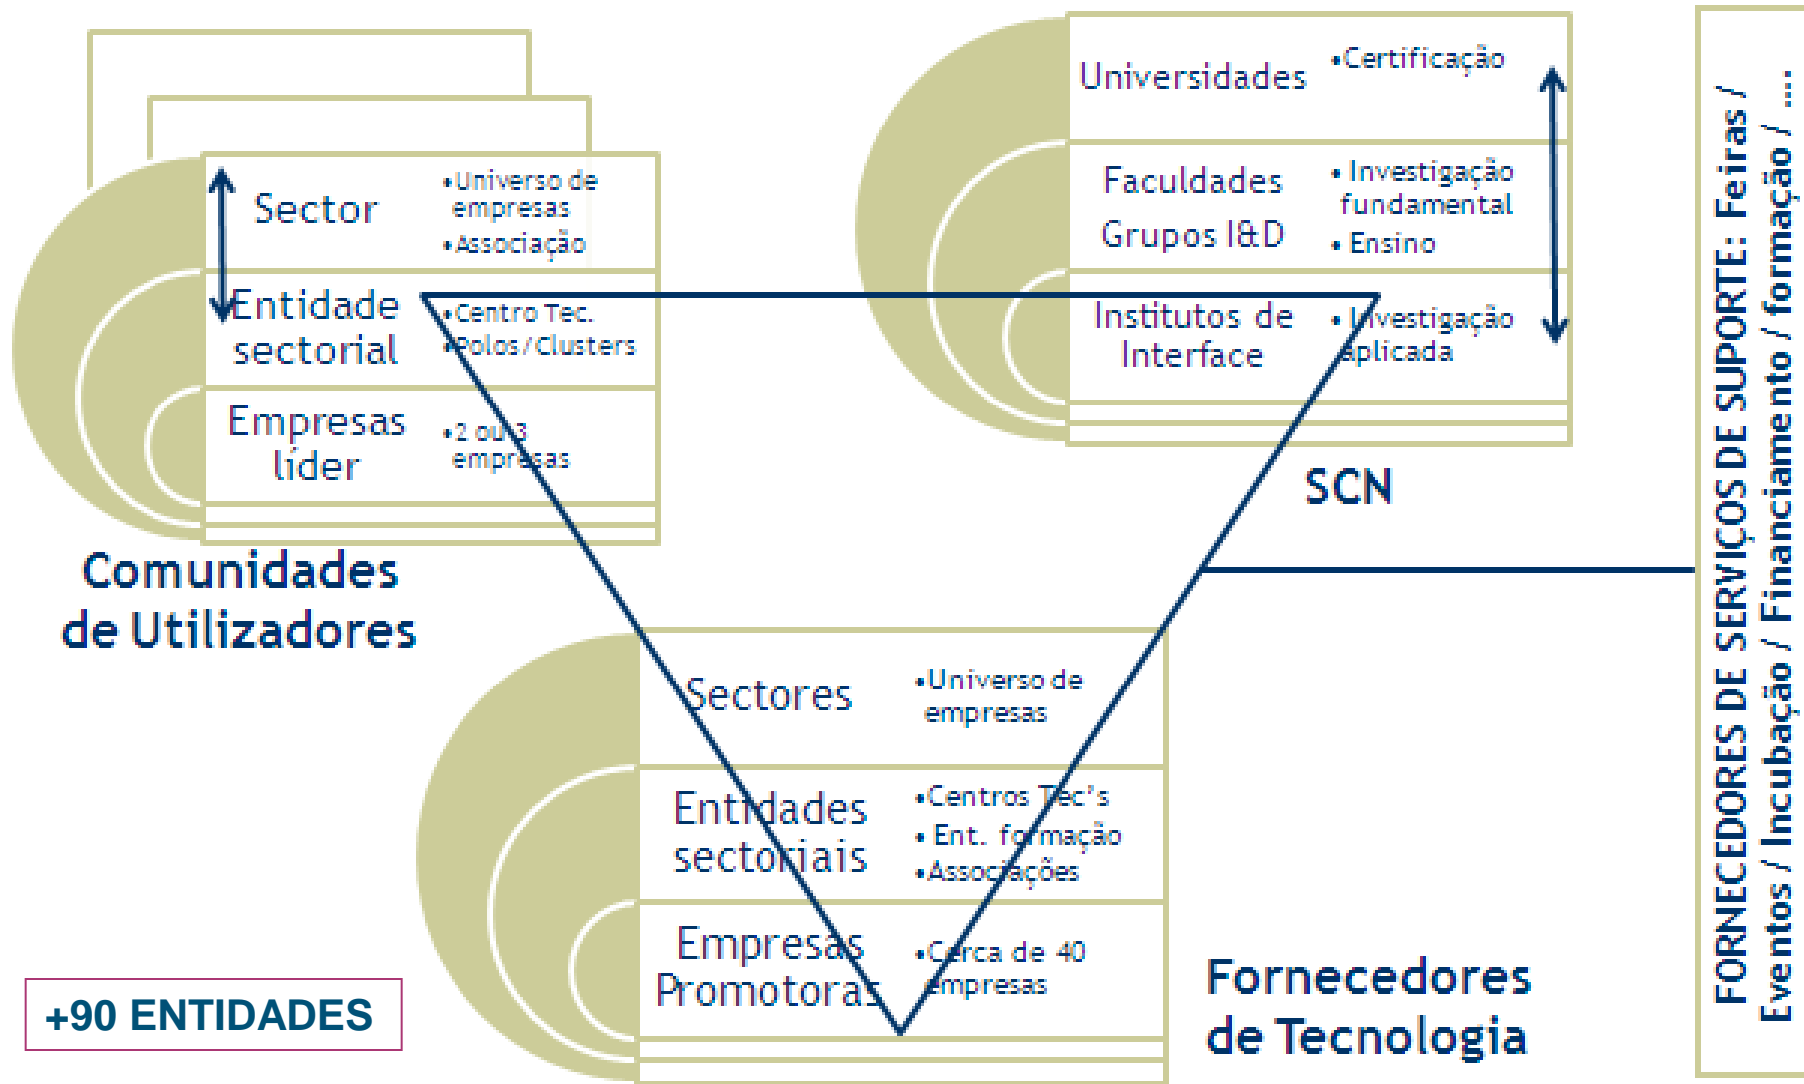 Sector
•Universo de
empresas
•Associação
Entidade
sectorial
•Centro Tec.
•Polos/Clusters
Empresas
líder
•2 ou 3
empresas
Comunidades
de Utilizadores
Universidades
•Certificação
Faculdades
Grupos I&D
• Investigação
fundamental
• Ensino
Institutos de
Interface
• Investigação
aplicada
SCN
Sectores
•Universo de
empresas
Entidades
sectoriais
•Centros Tec's
• Ent. formação
•Associações
Empresas
Promotoras
•Cerca de 40
empresas
Fornecedores
de Tecnologia
+90 ENTIDADES
FORNECEDORES DE SERVIÇOS DE SUPORTE: Feiras /
Eventos / Incubação / Financiamento / formação / ....